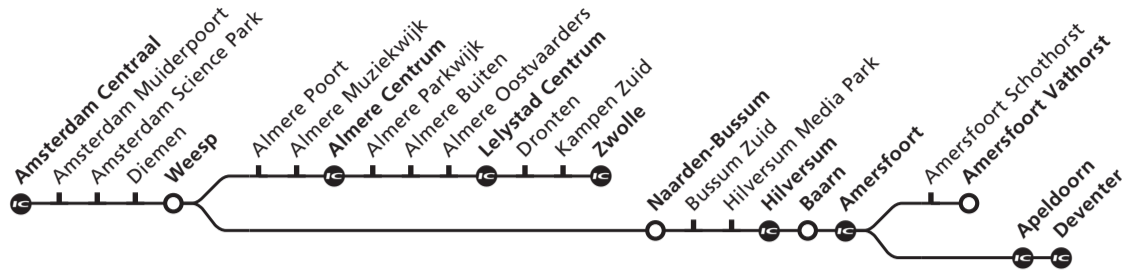 Amsterdam Centraal
Amsterdam Muiderpoort
Amsterdam Science Park
Diemen
Weesp
Almere Poort
Almere Muziekwijk
Almere Centrum
Almere Parkwijk
Almere Buiten
Almere Oostvaarders
Lelystad Centrum
Dronten
Kampen Zuid
Zwolle
Naarden-Bussum
Bussum Zuid
Hilversum Media Park
Hilversum
Baarn
Amersfoort
Amersfoort Schothorst
Amersfoort Vathorst
Apeldoorn
Deventer
IC
IC
IC
IC
IC
IC
IC
IC